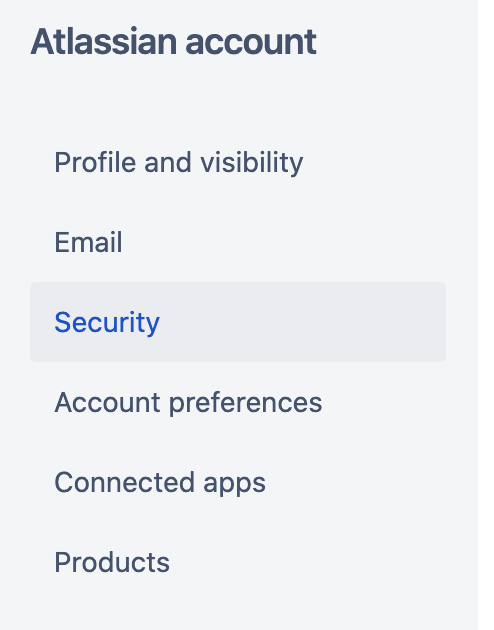 Atlassian account
Profile and visibility
Email
Security
Account preferences
Connected apps
Products